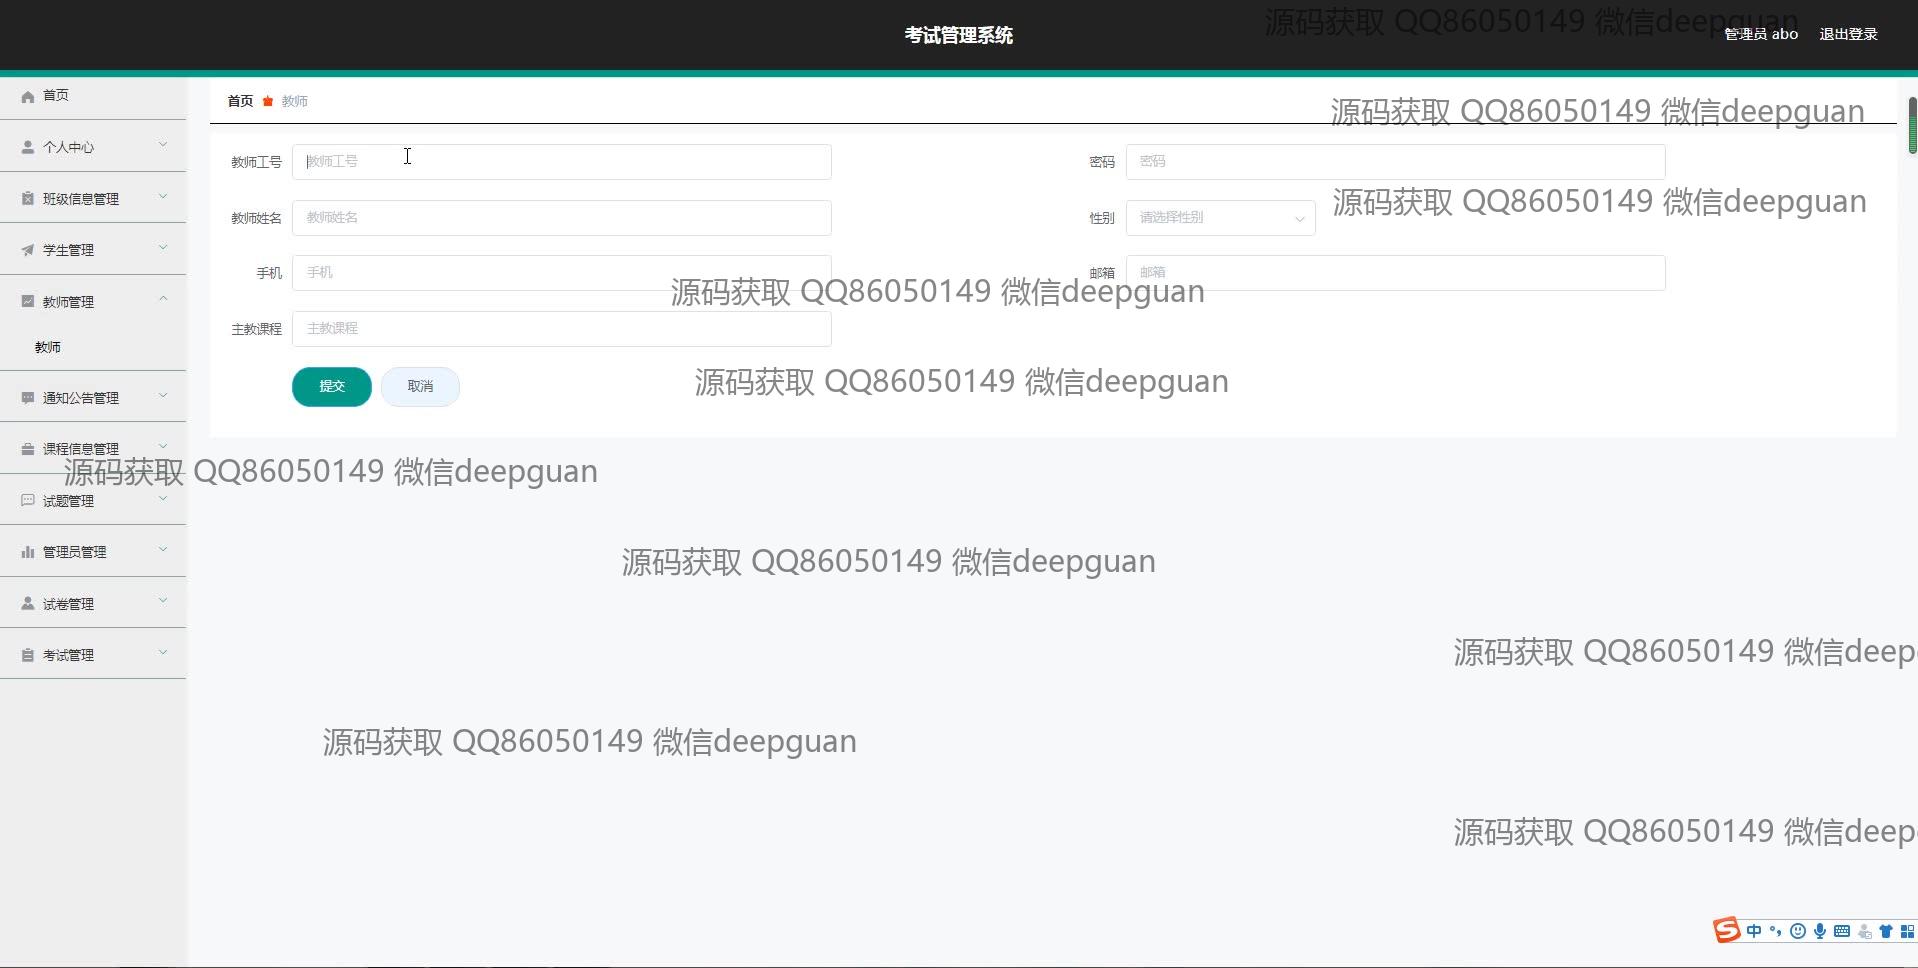 考试管理系统
源码获取 QQ86050149 微信deepguan
管理员 abo
退出登录
首页
个人中心
班级信息管理
学生管理
教师管理
教师
通知公告管理
课程信息管理
试题管理
管理员管理
试卷管理
考试管理
首页 教师
源码获取 QQ86050149 微信deepguan
教师工号 教师工号
密码 密码
源码获取 QQ86050149 微信deepguan
教师姓名 教师姓名
性别 请选择性别
手机 手机
邮箱 邮箱
源码获取 QQ86050149 微信deepguan
主教课程 主教课程
提交 取消
源码获取 QQ86050149 微信deepguan
源码获取 QQ86050149 微信deepguan
源码获取 QQ86050149 微信deepguan
源码获取 QQ86050149 微信deep
源码获取 QQ86050149 微信deepguan
源码获取 QQ86050149 微信deep
中